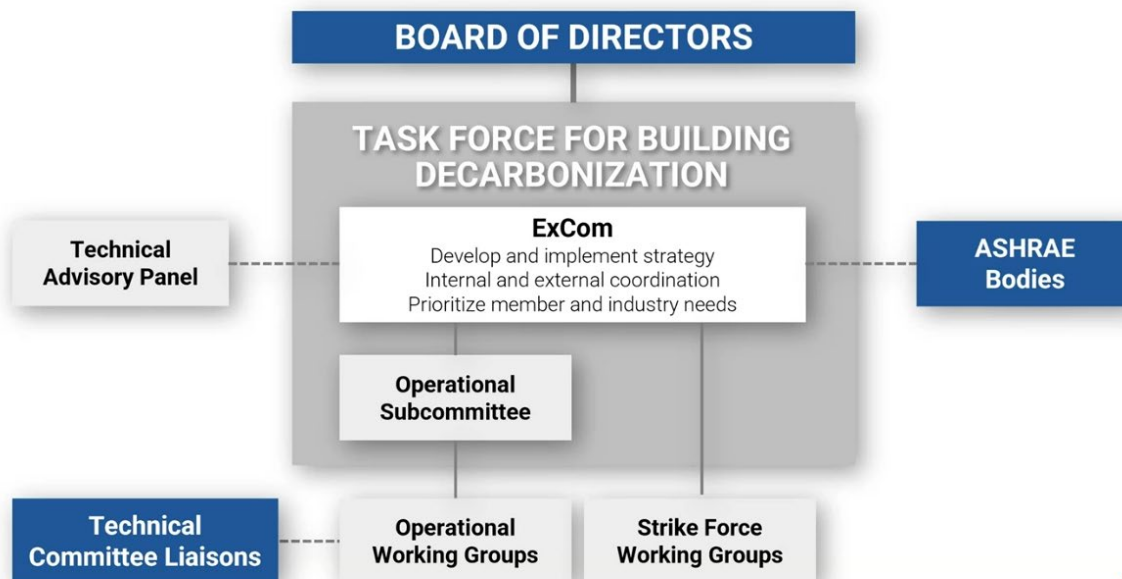 BOARD OF DIRECTORS
TASK FORCE FOR BUILDING
DECARBONIZATION
ExCom
Develop and implement strategy
Internal and external coordination
Prioritize member and industry needs
Technical
Advisory Panel
ASHRAE
Bodies
Operational
Subcommittee
Technical
Committee Liaisons
Operational
Working Groups
Strike Force
Working Groups